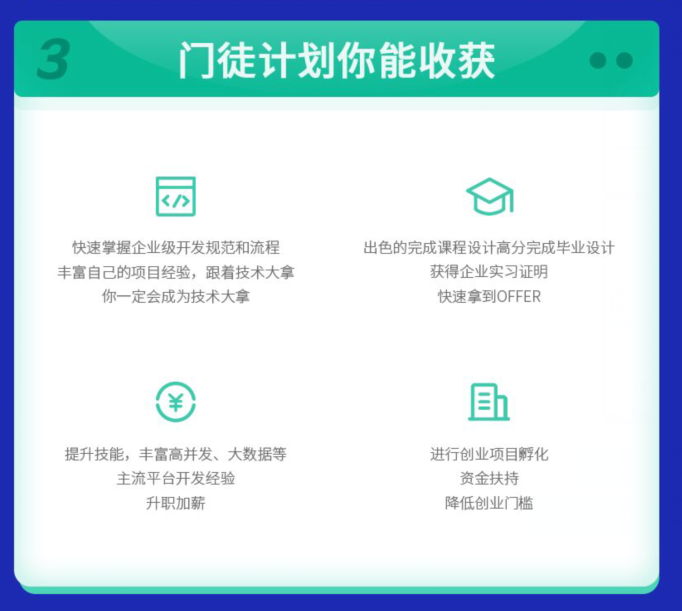 3
门徒计划你能收获
</>
快速掌握企业级开发规范和流程
丰富自己的项目经验，跟着技术大拿
你一定会成为技术大拿
出色的完成课程设计高分完成毕业设计
获得企业实习证明
快速拿到OFFER
¥
提升技能，丰富高并发、大数据等
主流平台开发经验
升职加薪
进行创业项目孵化
资金扶持
降低创业门槛